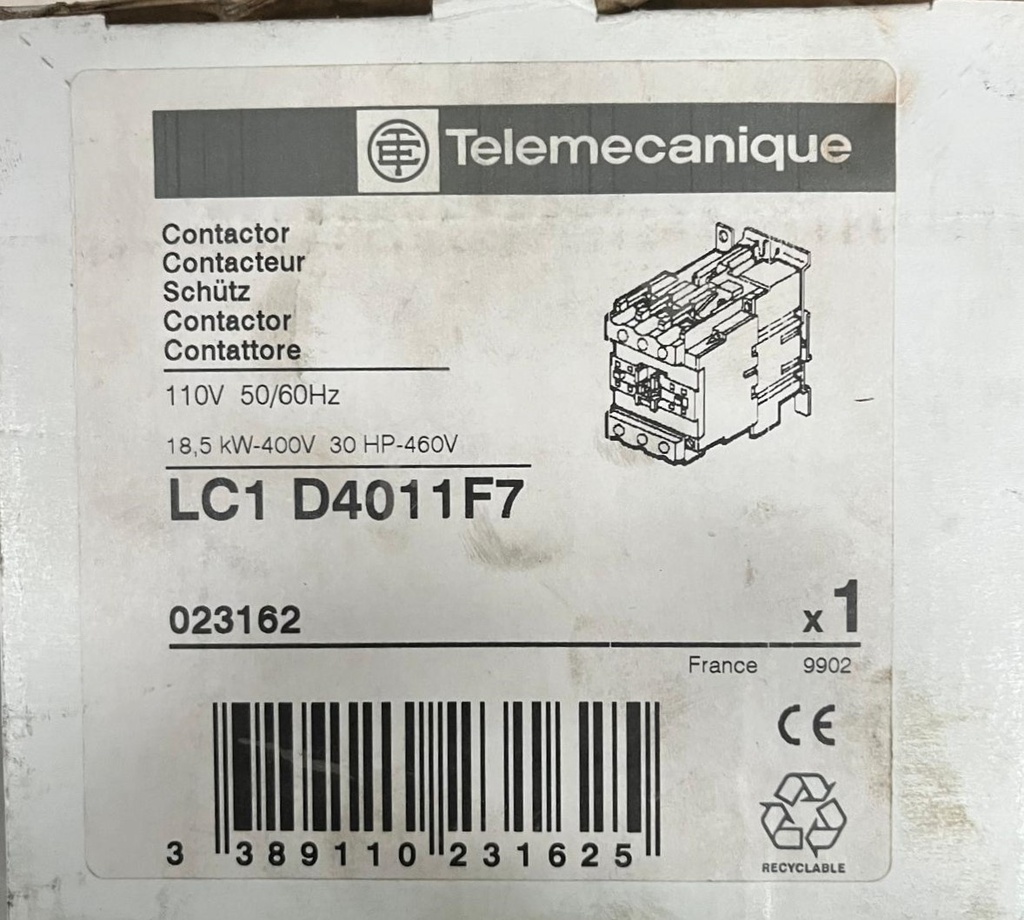 Telemecanique
Contactor
Contacteur
Schütz
Contactor
Contattore
110V 50/60Hz
18,5 kW-400V 30 HP-460V
LC1 D4011F7
023162 x 1
France 9902
CE
3 389110 231625
RECYCLABLE